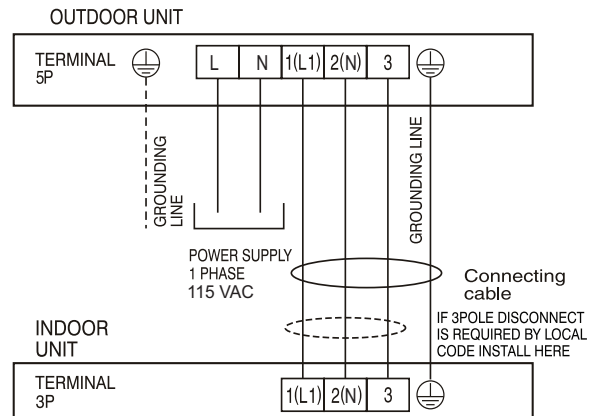 OUTDOOR UNIT
TERMINAL
5P
L N 1(L1) 2(N) 3
GROUNDING
LINE
GROUNDING LINE
POWER SUPPLY
1 PHASE
115 VAC
Connecting
cable
IF 3POLE DISCONNECT
IS REQUIRED BY LOCAL
CODE INSTALL HERE
INDOOR
UNIT
TERMINAL
3P
1(L1) 2(N) 3